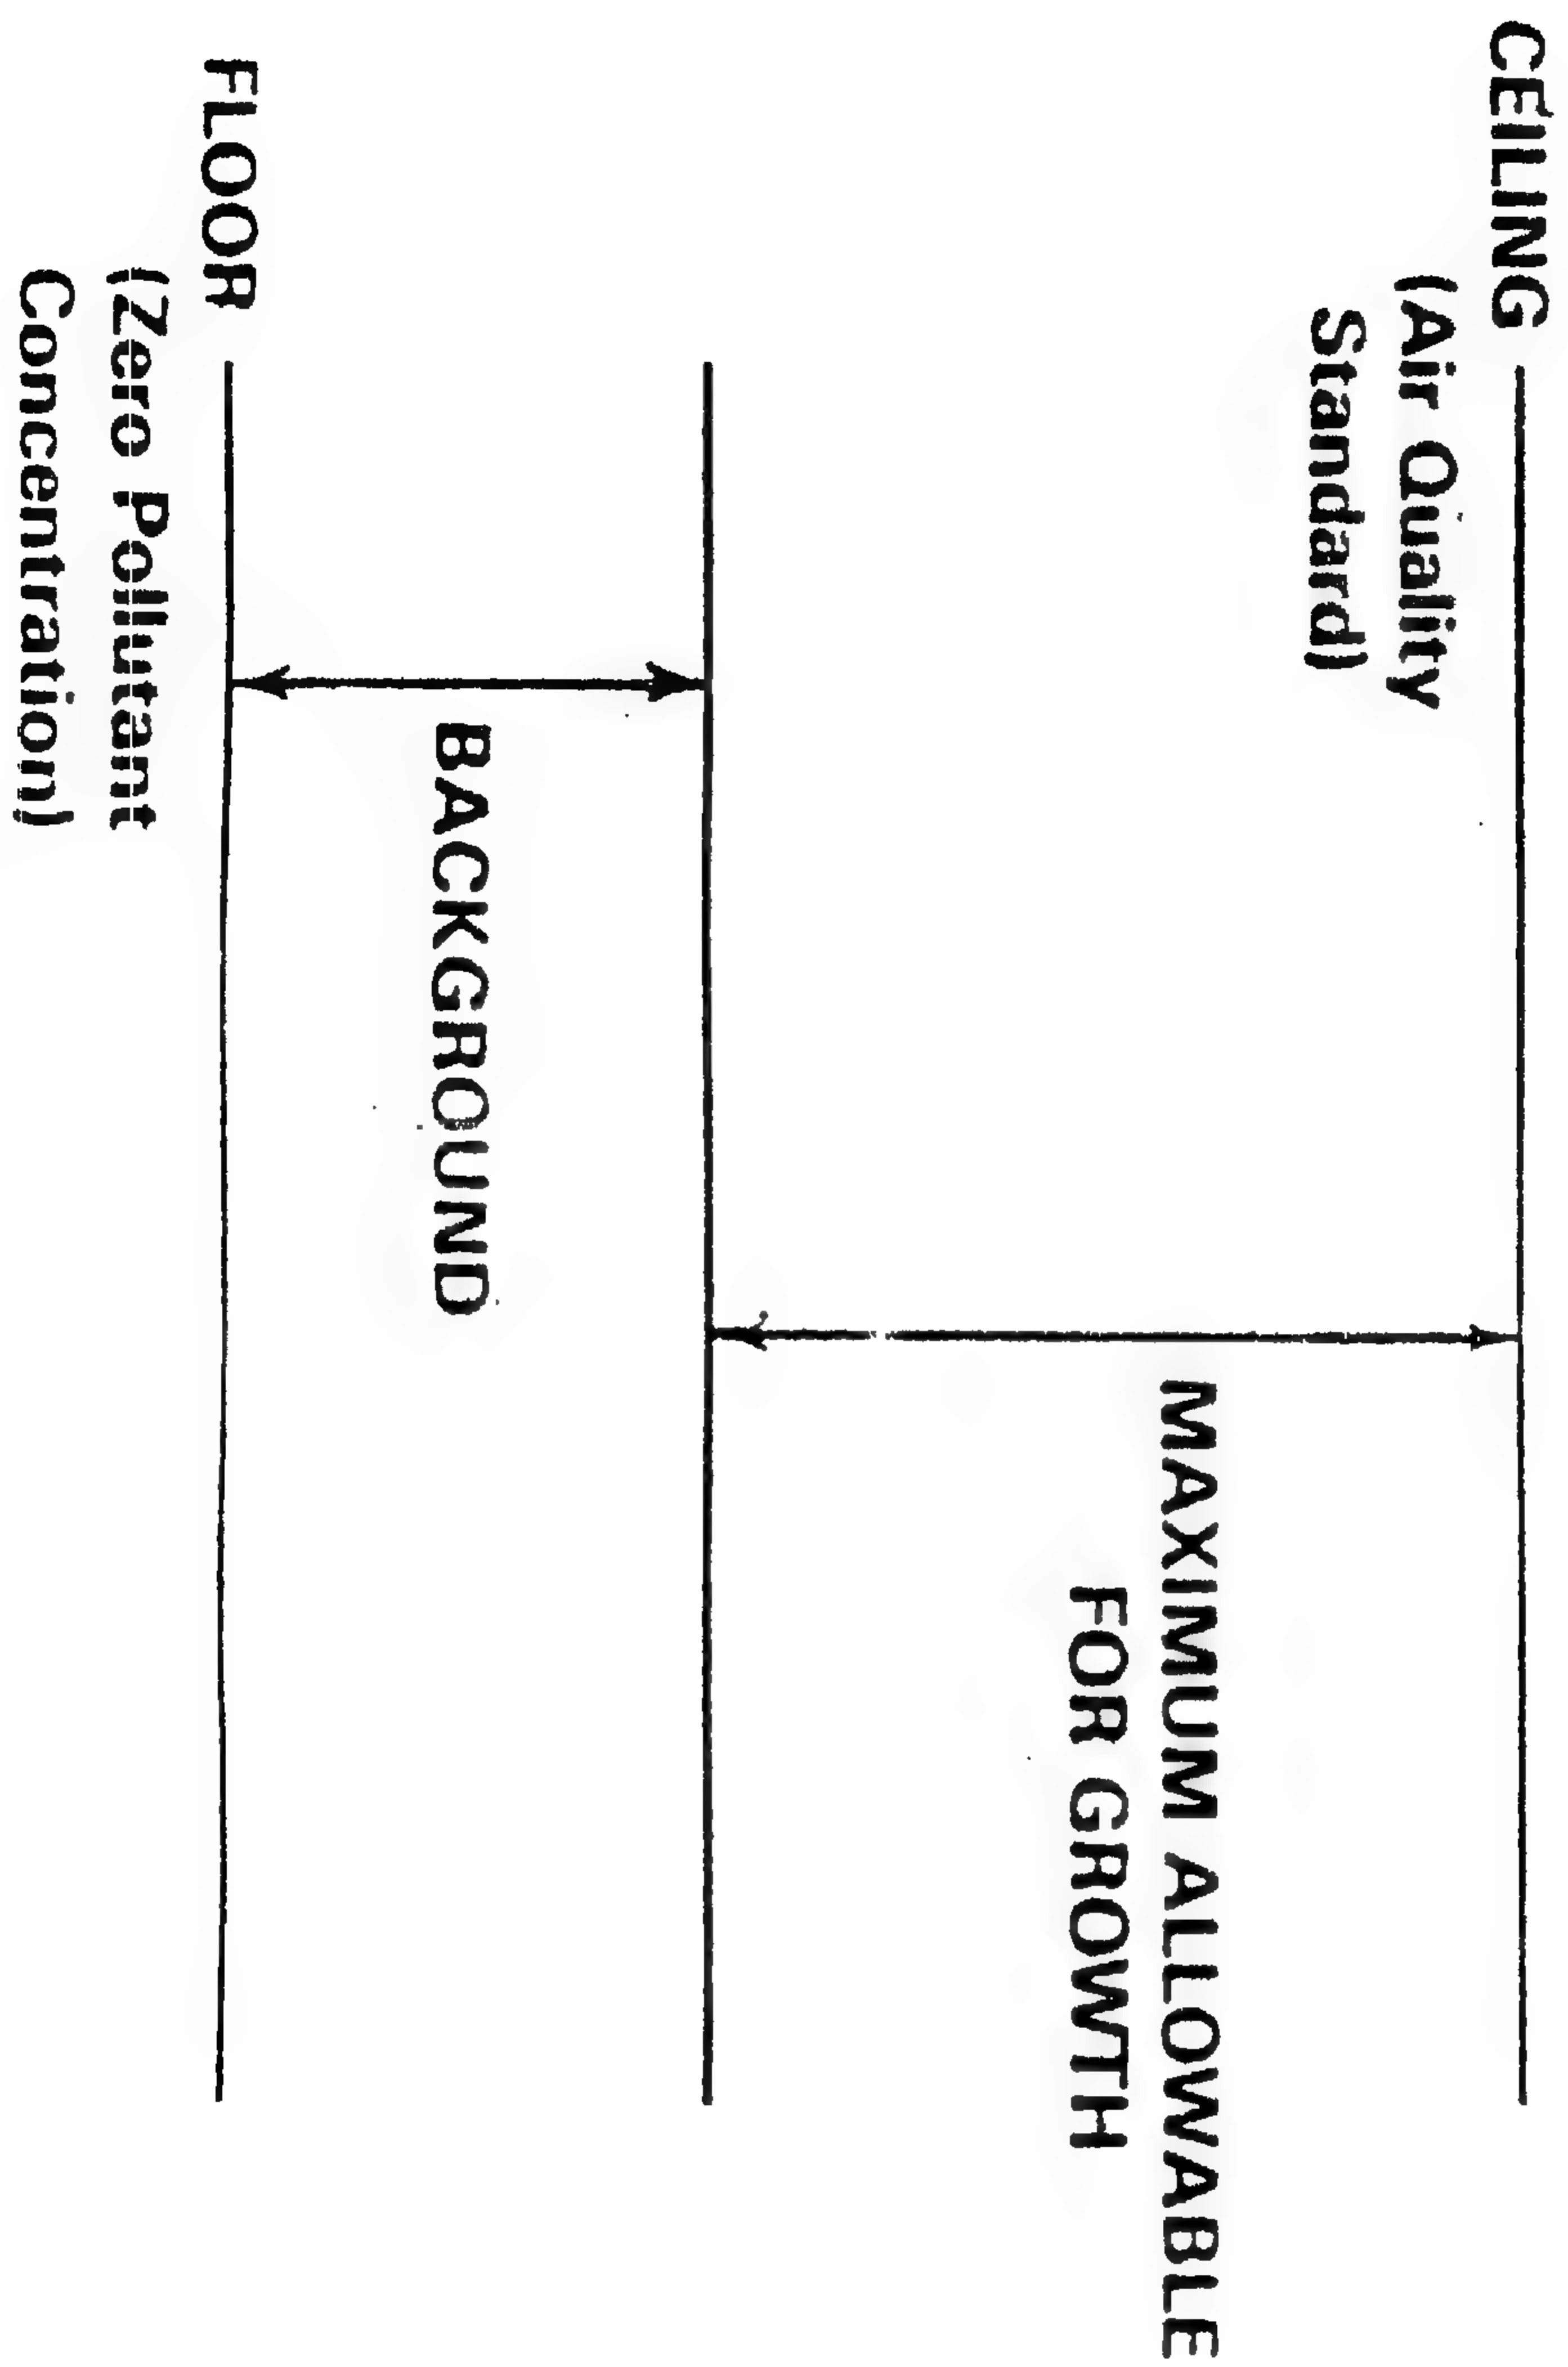 CEILING
(Air Quality
Standard)
MAXIMUM ALLOWABLE
FOR GROWTH
BACKGROUND
FLOOR
(Zero Pollutant
Concentration)